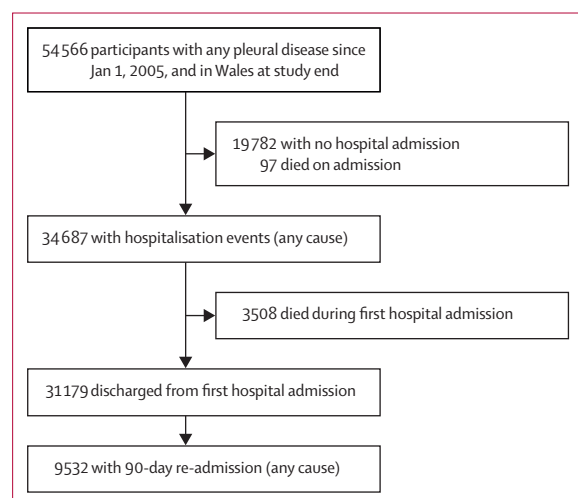 54566 participants with any pleural disease since
Jan 1, 2005, and in Wales at study end
19782 with no hospital admission
97 died on admission
34687 with hospitalisation events (any cause)
3508 died during first hospital admission
31179 discharged from first hospital admission
9532 with 90-day re-admission (any cause)